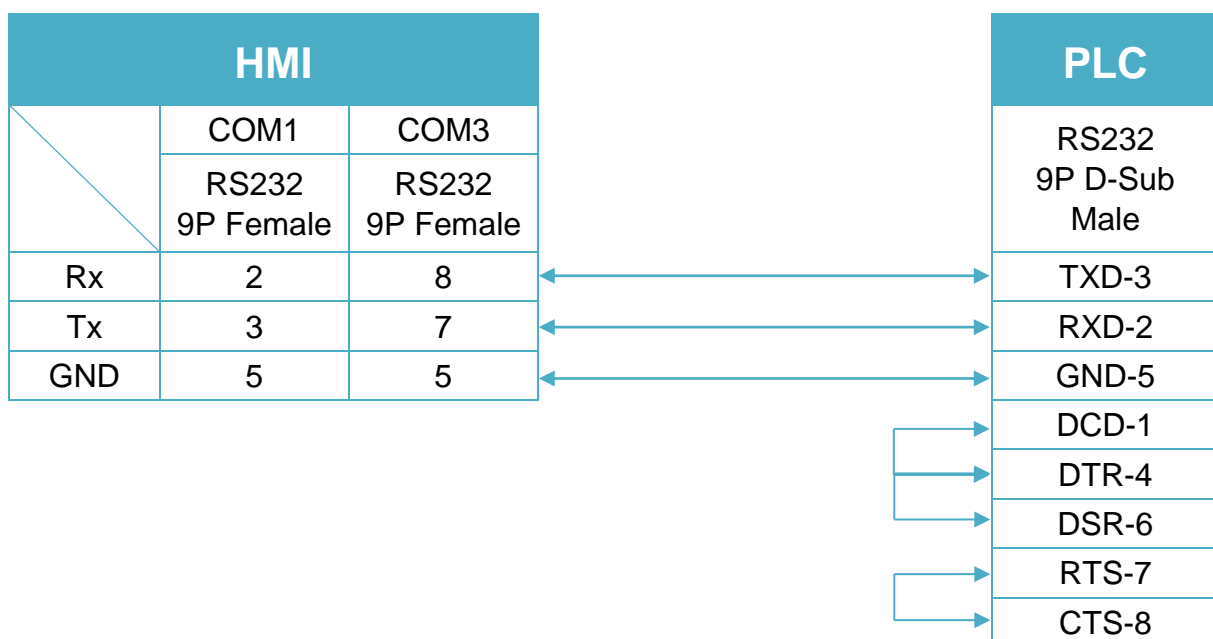 HMI
PLC
COM1
COM3
RS232
9P Female
RS232
9P Female
RS232
9P D-Sub
Male
Rx
2
8
TXD-3
Tx
3
7
RXD-2
GND
5
5
GND-5
DCD-1
DTR-4
DSR-6
RTS-7
CTS-8